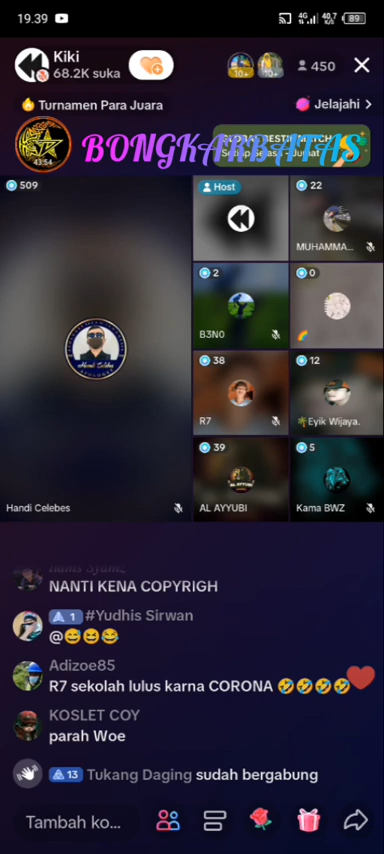 19.39
4G
40,7
K/s
89
Kiki
68.2K suka
10+
10+
450
Turnamen Para Juara
Jelajahi >
43:54
BONGKARBATAS
509
Host
22
MUHAMMA...
2
B3N0
0
38
R7
12
Eyik Wijaya.
Handi Celebes
39
AL AYYUBI
5
Kama BWZ
NANTI KENA COPYRIGH
1 #Yudhis Sirwan
@😅😆😂
Adizoe85
R7 sekolah lulus karna CORONA 🤣🤣🤣🤣
KOSLET COY
parah Woe
13 Tukang Daging sudah bergabung
Tambah ko...